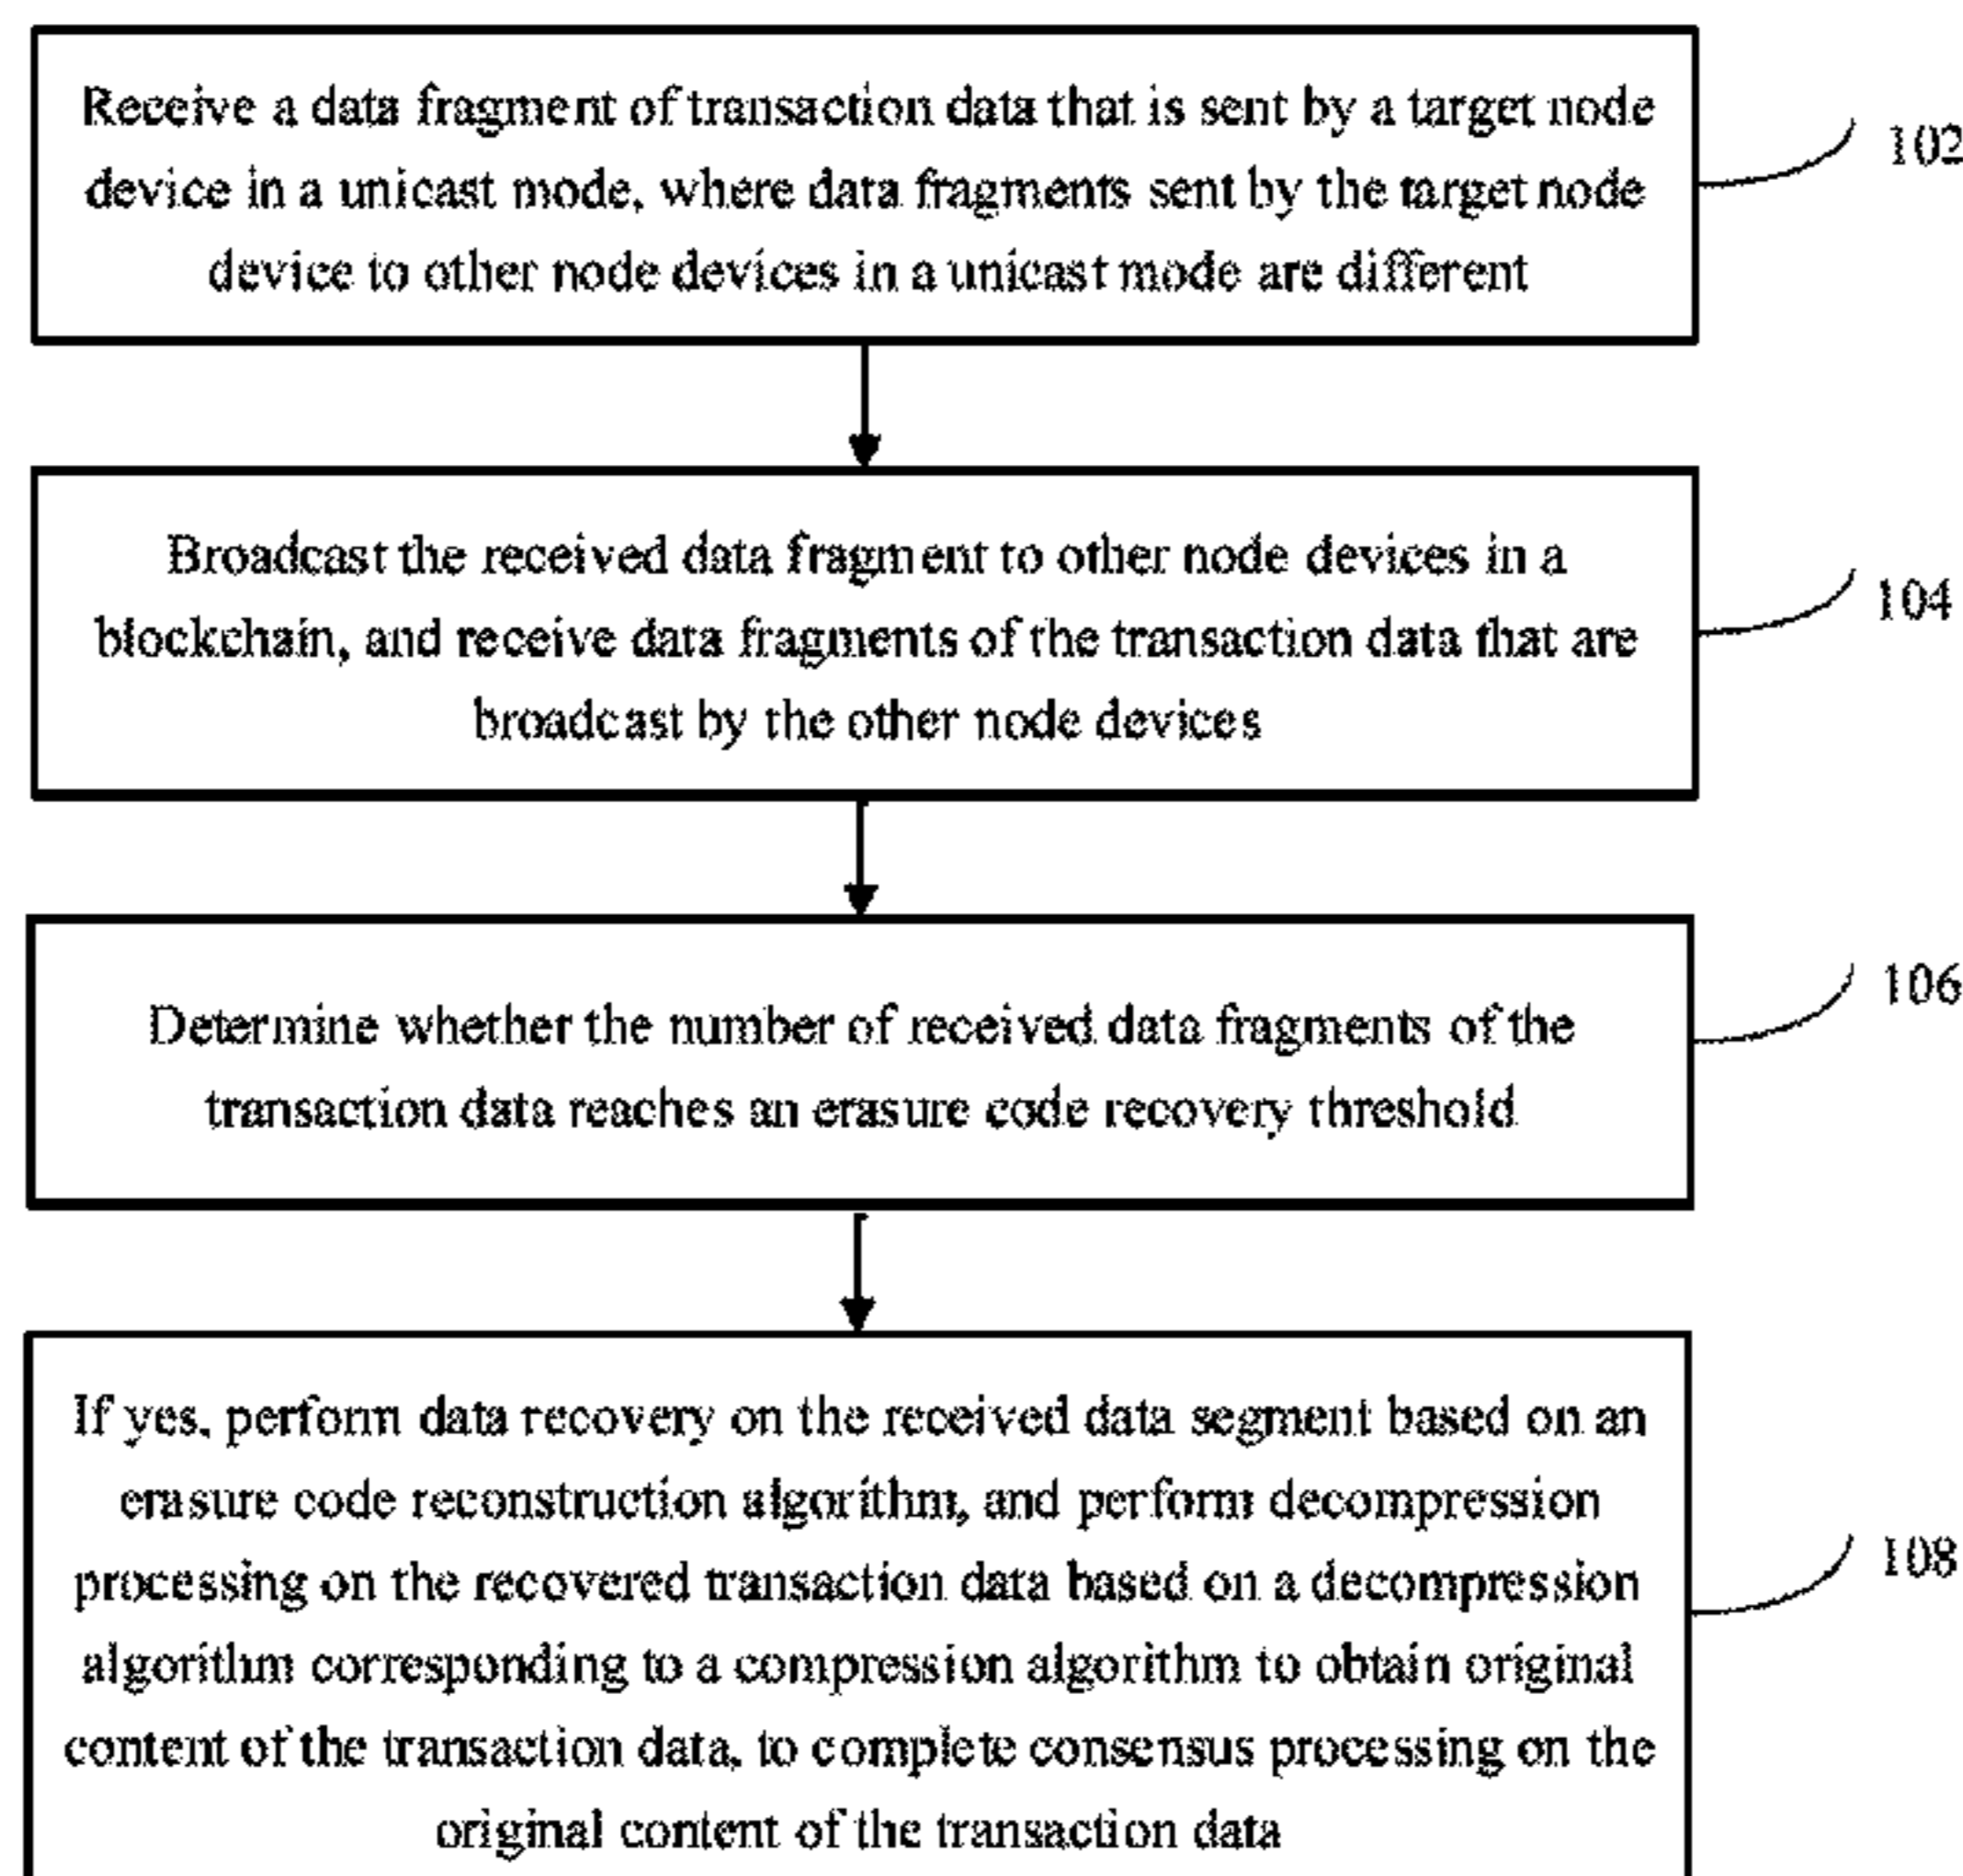 Receive a data fragment of transaction data that is sent by a target node
device in a unicast mode, where data fragments sent by the target node
device to other node devices in a unicast mode are different
102
Broadcast the received data fragment to other node devices in a
blockchain, and receive data fragments of the transaction data that are
broadcast by the other node devices
104
Determine whether the number of received data fragments of the
transaction data reaches an erasure code recovery threshold
106
If yes, perform data recovery on the received data segment based on an
erasure code reconstruction algorithm, and perform decompression
processing on the recovered transaction data based on a decompression
algorithm corresponding to a compression algorithm to obtain original
content of the transaction data, to complete consensus processing on the
original content of the transaction data
108